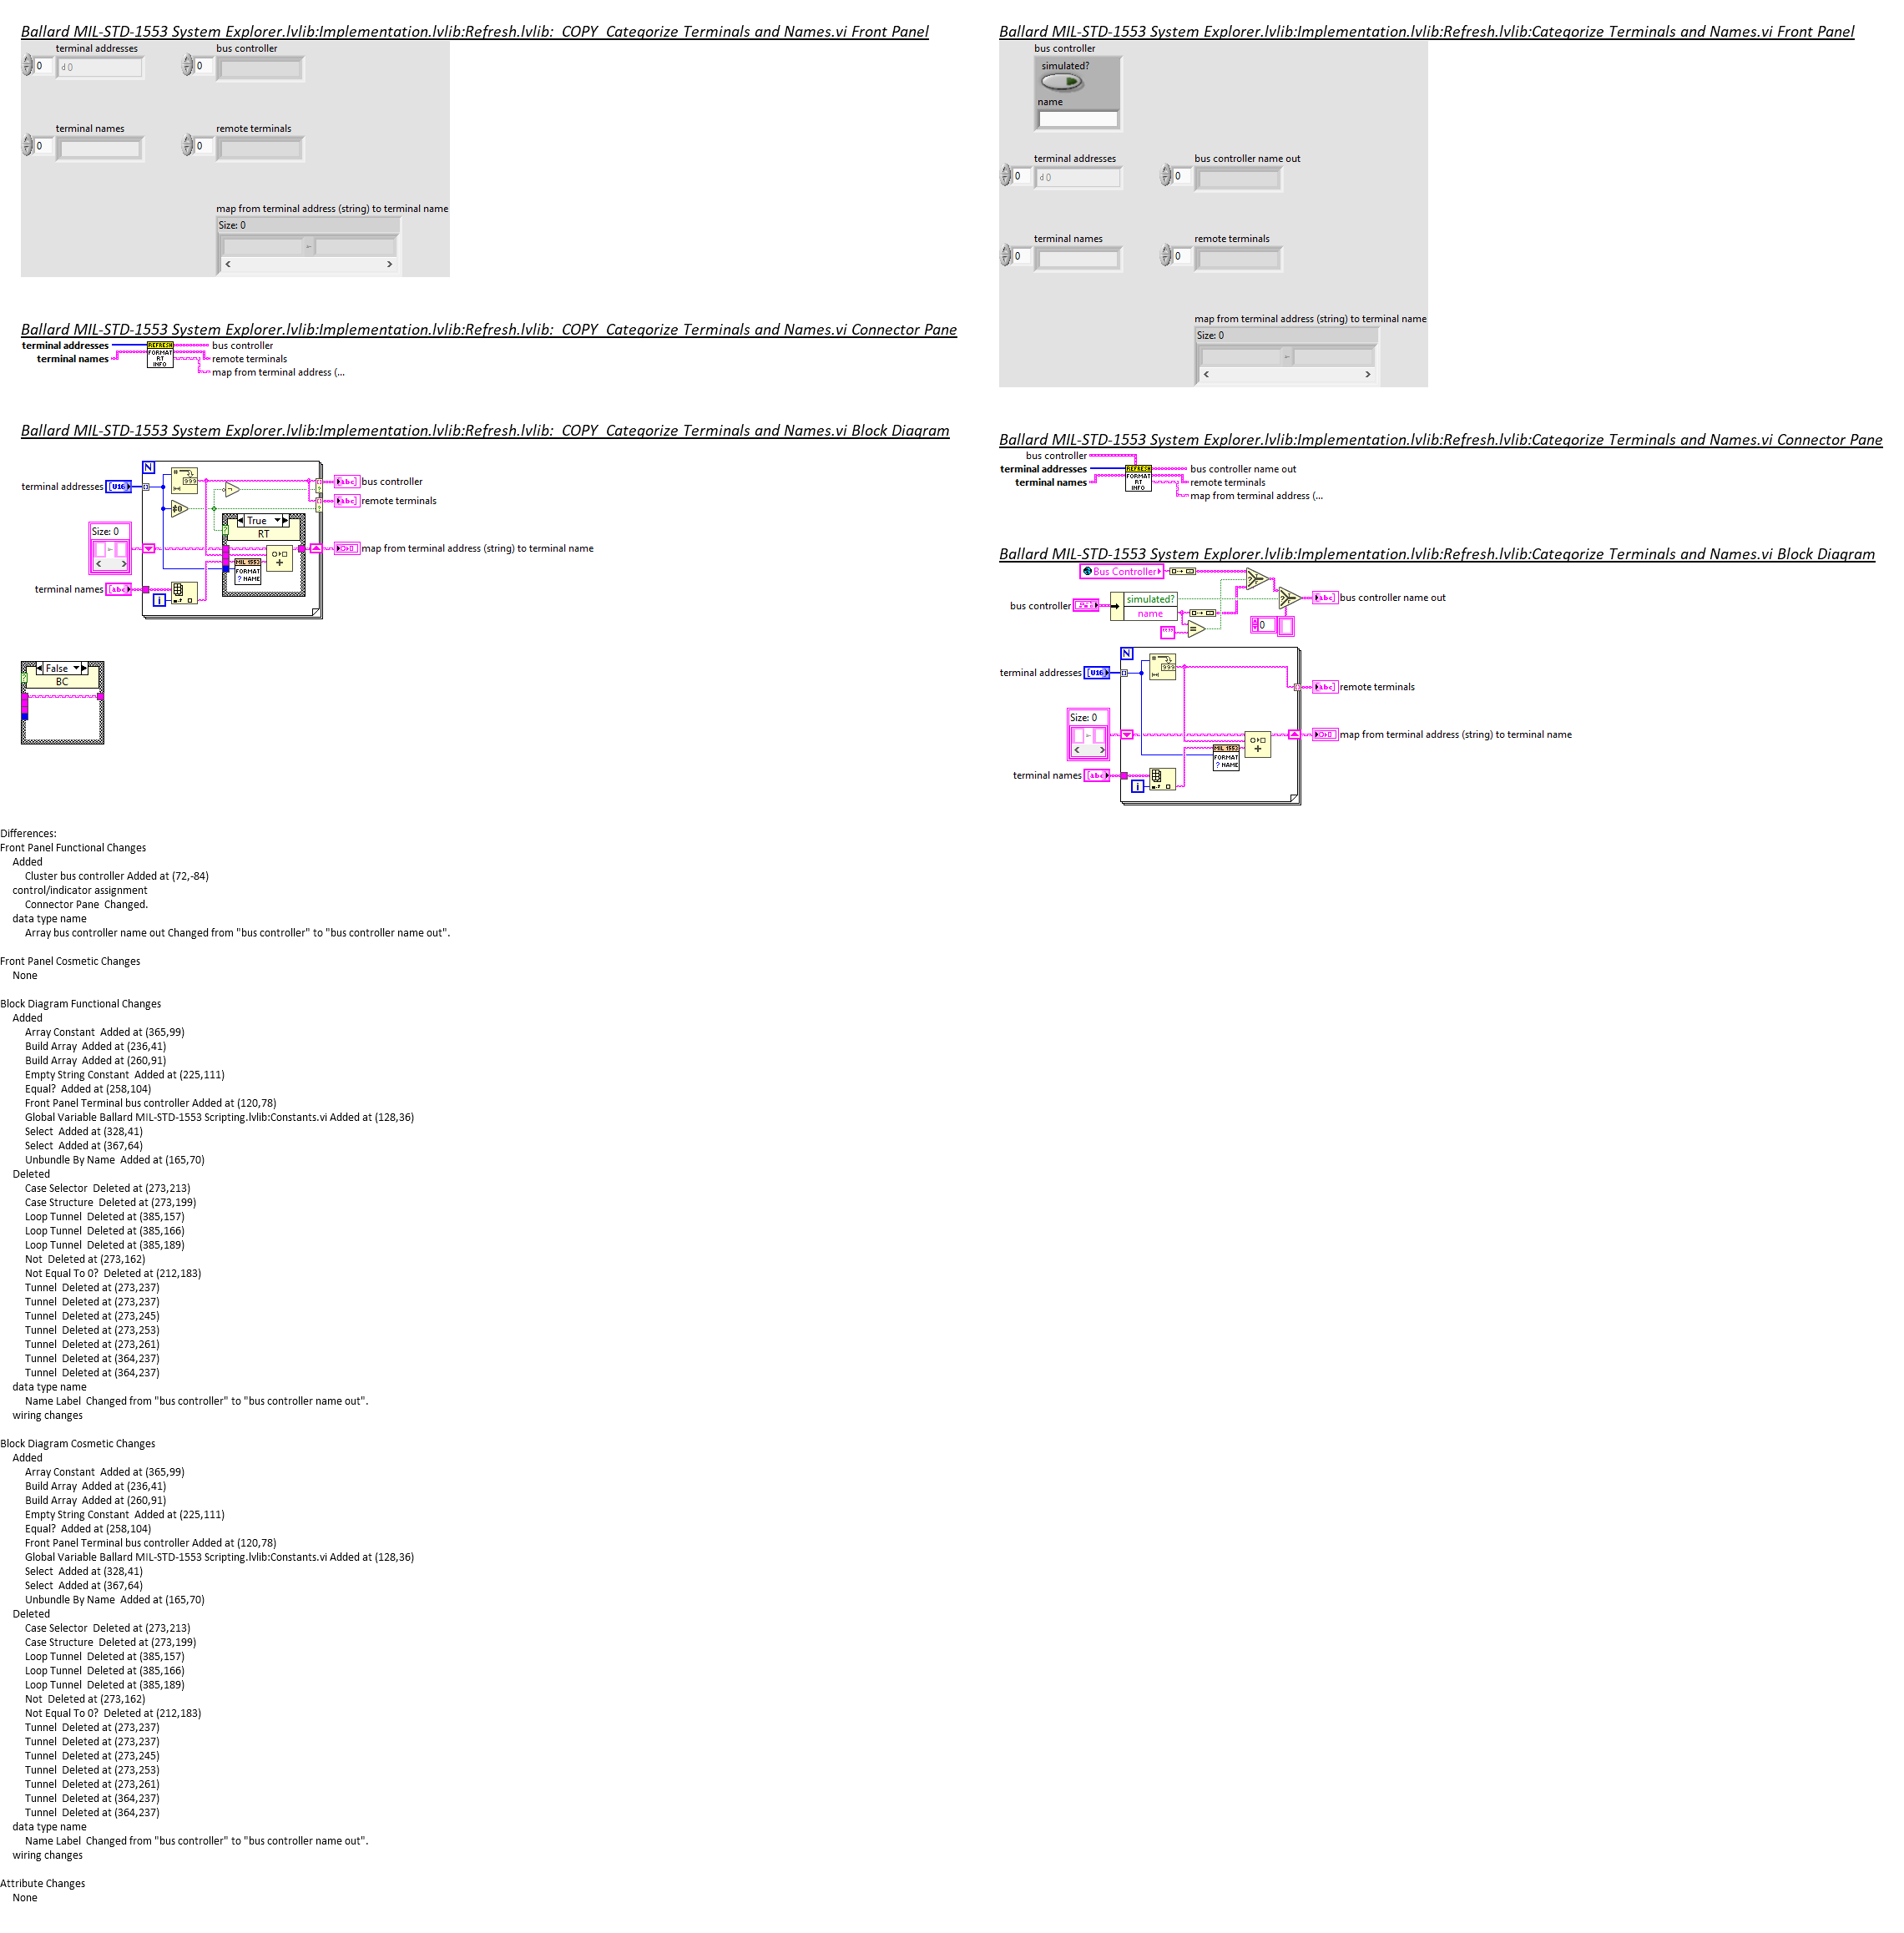 Ballard MIL-STD-1553 System Explorer.lvlib:Implementation.lvlib:Refresh.lvlib:_COPY_Categorize Terminals and Names.vi Front Panel
terminal addresses
bus controller
0
d 0
0
terminal names
remote terminals
0
0
map from terminal address (string) to terminal name
Size: 0
Ballard MIL-STD-1553 System Explorer.lvlib:Implementation.lvlib:Refresh.lvlib:_COPY_Categorize Terminals and Names.vi Connector Pane
terminal addresses
REFRESH
bus controller
terminal names
FORMAT
RT
INFO
remote terminals
map from terminal address (...
Ballard MIL-STD-1553 System Explorer.lvlib:Implementation.lvlib:Refresh.lvlib:_COPY_Categorize Terminals and Names.vi Block Diagram
N
terminal addresses
U16
???
abc
bus controller
≠0
abc
remote terminals
True
RT
Size: 0
map from terminal address (string) to terminal name
MIL 1553
FORMAT
? NAME
terminal names
abc
i
False
BC
Ballard MIL-STD-1553 System Explorer.lvlib:Implementation.lvlib:Refresh.lvlib:Categorize Terminals and Names.vi Front Panel
bus controller
simulated?
name
terminal addresses
bus controller name out
0
d 0
0
terminal names
remote terminals
0
0
map from terminal address (string) to terminal name
Size: 0
Ballard MIL-STD-1553 System Explorer.lvlib:Implementation.lvlib:Refresh.lvlib:Categorize Terminals and Names.vi Connector Pane
bus controller
terminal addresses
REFRESH
bus controller name out
terminal names
FORMAT
RT
INFO
remote terminals
map from terminal address (...
Ballard MIL-STD-1553 System Explorer.lvlib:Implementation.lvlib:Refresh.lvlib:Categorize Terminals and Names.vi Block Diagram
Bus Controller
bus controller
simulated?
name
abc
bus controller name out
=
0
N
terminal addresses
U16
???
abc
remote terminals
Size: 0
map from terminal address (string) to terminal name
MIL 1553
FORMAT
? NAME
terminal names
abc
i
Differences:
Front Panel Functional Changes
Added
Cluster bus controller Added at (72,-84)
control/indicator assignment
Connector Pane  Changed.
data type name
Array bus controller name out Changed from "bus controller" to "bus controller name out".
Front Panel Cosmetic Changes
None
Block Diagram Functional Changes
Added
Array Constant  Added at (365,99)
Build Array  Added at (236,41)
Build Array  Added at (260,91)
Empty String Constant  Added at (225,111)
Equal?  Added at (258,104)
Front Panel Terminal bus controller Added at (120,78)
Global Variable Ballard MIL-STD-1553 Scripting.lvlib:Constants.vi Added at (128,36)
Select  Added at (328,41)
Select  Added at (367,64)
Unbundle By Name  Added at (165,70)
Deleted
Case Selector  Deleted at (273,213)
Case Structure  Deleted at (273,199)
Loop Tunnel  Deleted at (385,157)
Loop Tunnel  Deleted at (385,166)
Loop Tunnel  Deleted at (385,189)
Not  Deleted at (273,162)
Not Equal To 0?  Deleted at (212,183)
Tunnel  Deleted at (273,237)
Tunnel  Deleted at (273,237)
Tunnel  Deleted at (273,245)
Tunnel  Deleted at (273,253)
Tunnel  Deleted at (273,261)
Tunnel  Deleted at (364,237)
Tunnel  Deleted at (364,237)
data type name
Name Label  Changed from "bus controller" to "bus controller name out".
wiring changes
Block Diagram Cosmetic Changes
Added
Array Constant  Added at (365,99)
Build Array  Added at (236,41)
Build Array  Added at (260,91)
Empty String Constant  Added at (225,111)
Equal?  Added at (258,104)
Front Panel Terminal bus controller Added at (120,78)
Global Variable Ballard MIL-STD-1553 Scripting.lvlib:Constants.vi Added at (128,36)
Select  Added at (328,41)
Select  Added at (367,64)
Unbundle By Name  Added at (165,70)
Deleted
Case Selector  Deleted at (273,213)
Case Structure  Deleted at (273,199)
Loop Tunnel  Deleted at (385,157)
Loop Tunnel  Deleted at (385,166)
Loop Tunnel  Deleted at (385,189)
Not  Deleted at (273,162)
Not Equal To 0?  Deleted at (212,183)
Tunnel  Deleted at (273,237)
Tunnel  Deleted at (273,237)
Tunnel  Deleted at (273,245)
Tunnel  Deleted at (273,253)
Tunnel  Deleted at (273,261)
Tunnel  Deleted at (364,237)
Tunnel  Deleted at (364,237)
data type name
Name Label  Changed from "bus controller" to "bus controller name out".
wiring changes
Attribute Changes
None